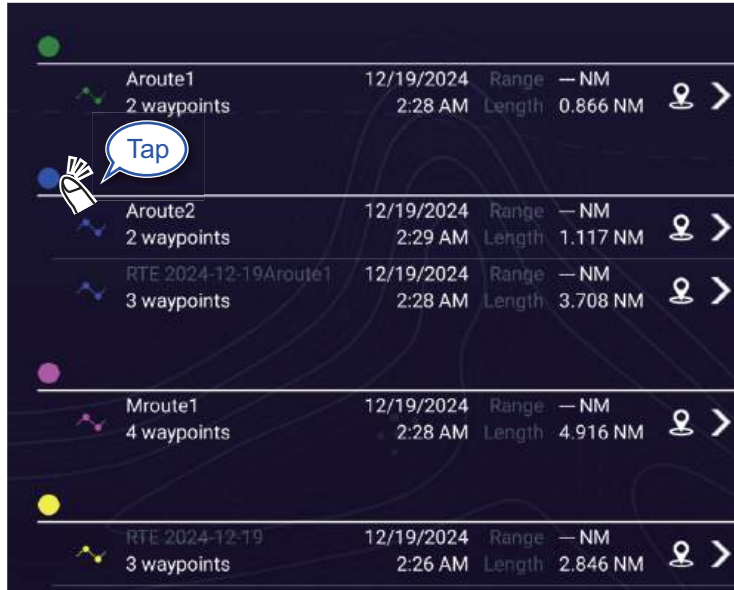 Aroute1 12/19/2024 Range --- NM
2 waypoints 2:28 AM Length 0.866 NM
Tap
Aroute2 12/19/2024 Range --- NM
2 waypoints 2:29 AM Length 1.117 NM
RTE 2024-12-19Aroute1 12/19/2024 Range --- NM
3 waypoints 2:28 AM Length 3.708 NM
Mroute1 12/19/2024 Range --- NM
4 waypoints 2:28 AM Length 4.916 NM
RTE 2024-12-19 12/19/2024 Range --- NM
3 waypoints 2:26 AM Length 2.846 NM